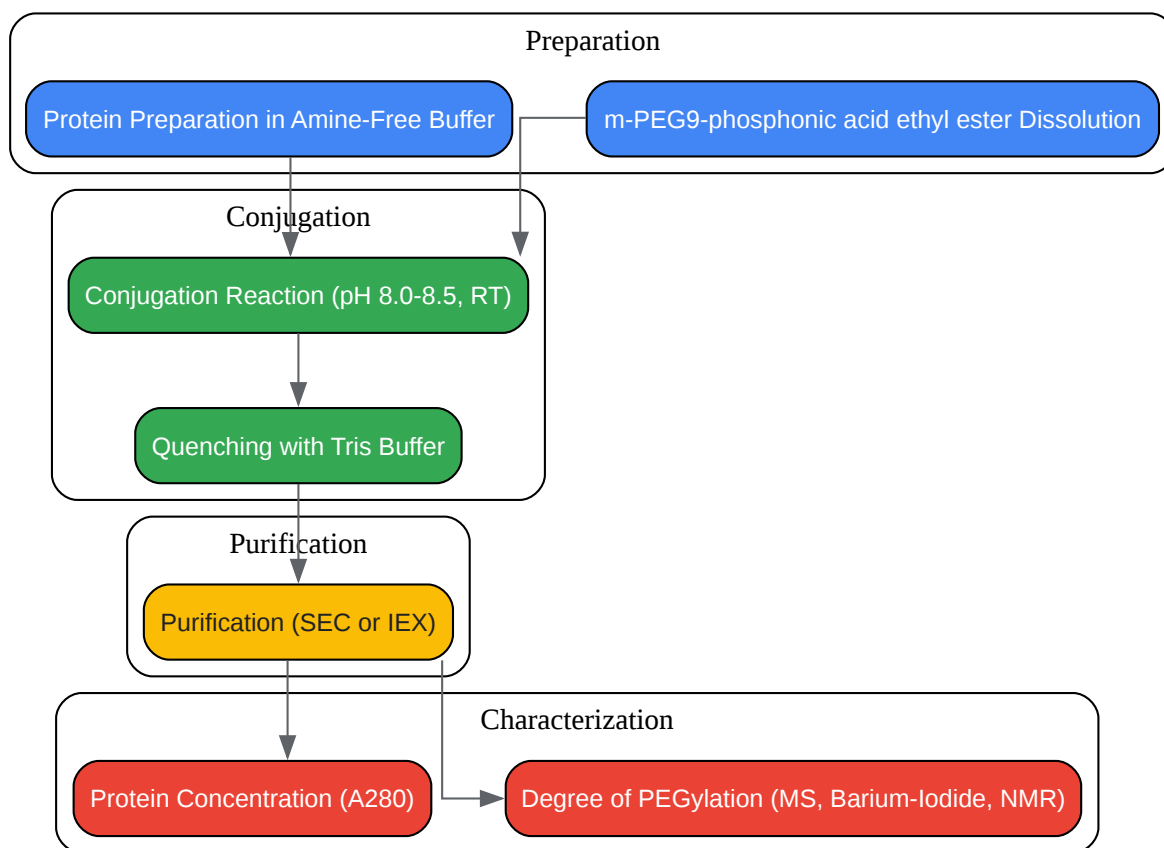 Preparation
Protein Preparation in Amine-Free Buffer
m-PEG9-phosphonic acid ethyl ester Dissolution
Conjugation
Conjugation Reaction (pH 8.0-8.5, RT)
Quenching with Tris Buffer
Purification
Purification (SEC or IEX)
Characterization
Protein Concentration (A280)
Degree of PEGylation (MS, Barium-Iodide, NMR)